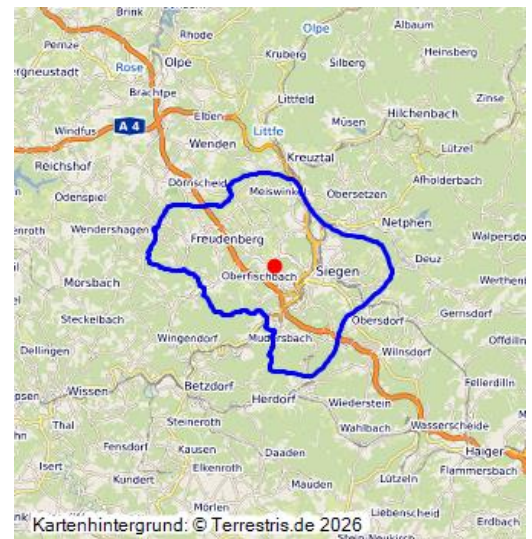 Brink
Albaum
Rhode
Olpe
Pernze
Kruberg
Heinsberg
ergneustadt
Rose
Olpe
Silberg
Brachtpe
Littfeld
Zinse
A 4
Elben
Müsen
Hilchenbach
Windfus
Littfe
Wenden
Lützel
Kreuztal
Reichshof
Afholderbach
Dörnscheid
Meiswinkel
Obersetzen
Odenspiel
Netphen
enroth
Wendershagen
Walpersdo
Freudenberg
Deuz
Oberfischbach
Siegen
Morsbach
Werthenb
Steckelbach
Gernsdorf
Obersdorf
Offdilln
Wingendorf
Mudersbach
Dellingen
Wilnsdorf
Betzdorf
Fellerdilln
Wissen
Herdorf
Wiederstein
psen
Thal
Steineroth
Wahlbach
Wasserscheide
Fensdorf
Kausen
Daaden
Haiger
Isert
Elkenroth
Flammersbach
Kundert
Mauden
Lützeln
Mörlen
Liebenscheid
Erdbach
Kartenhintergrund: © Terrestris.de 2026